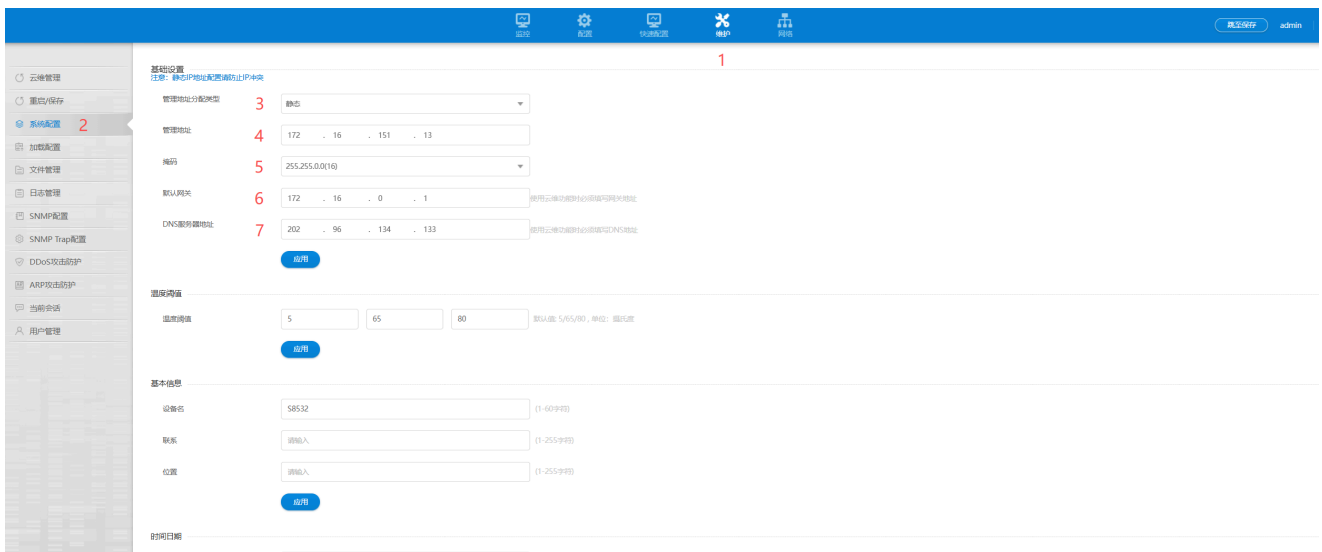 监控 配置 快速配置 维护 网络 跳至保存 admin
1
云维管理
重启/保存
系统配置 2
加载配置
文件管理
日志管理
SNMP配置
SNMP Trap配置
DDoS攻击防护
ARP攻击防护
当前会话
用户管理
基础设置
注意：静态IP地址配置请防止IP冲突
管理地址分配类型 3 静态
管理地址 4 172 . 16 . 151 . 13
掩码 5 255.255.0.0(16)
默认网关 6 172 . 16 . 0 . 1 使用云维功能时必须填写网关地址
DNS服务器地址 7 202 . 96 . 134 . 133 使用云维功能时必须填写DNS地址
应用
温度阈值
温度阈值 5 65 80 默认值: 5/65/80 , 单位：摄氏度
应用
基本信息
设备名 S8532 (1-60字符)
联系 请输入 (1-255字符)
位置 请输入 (1-255字符)
应用
时间日期